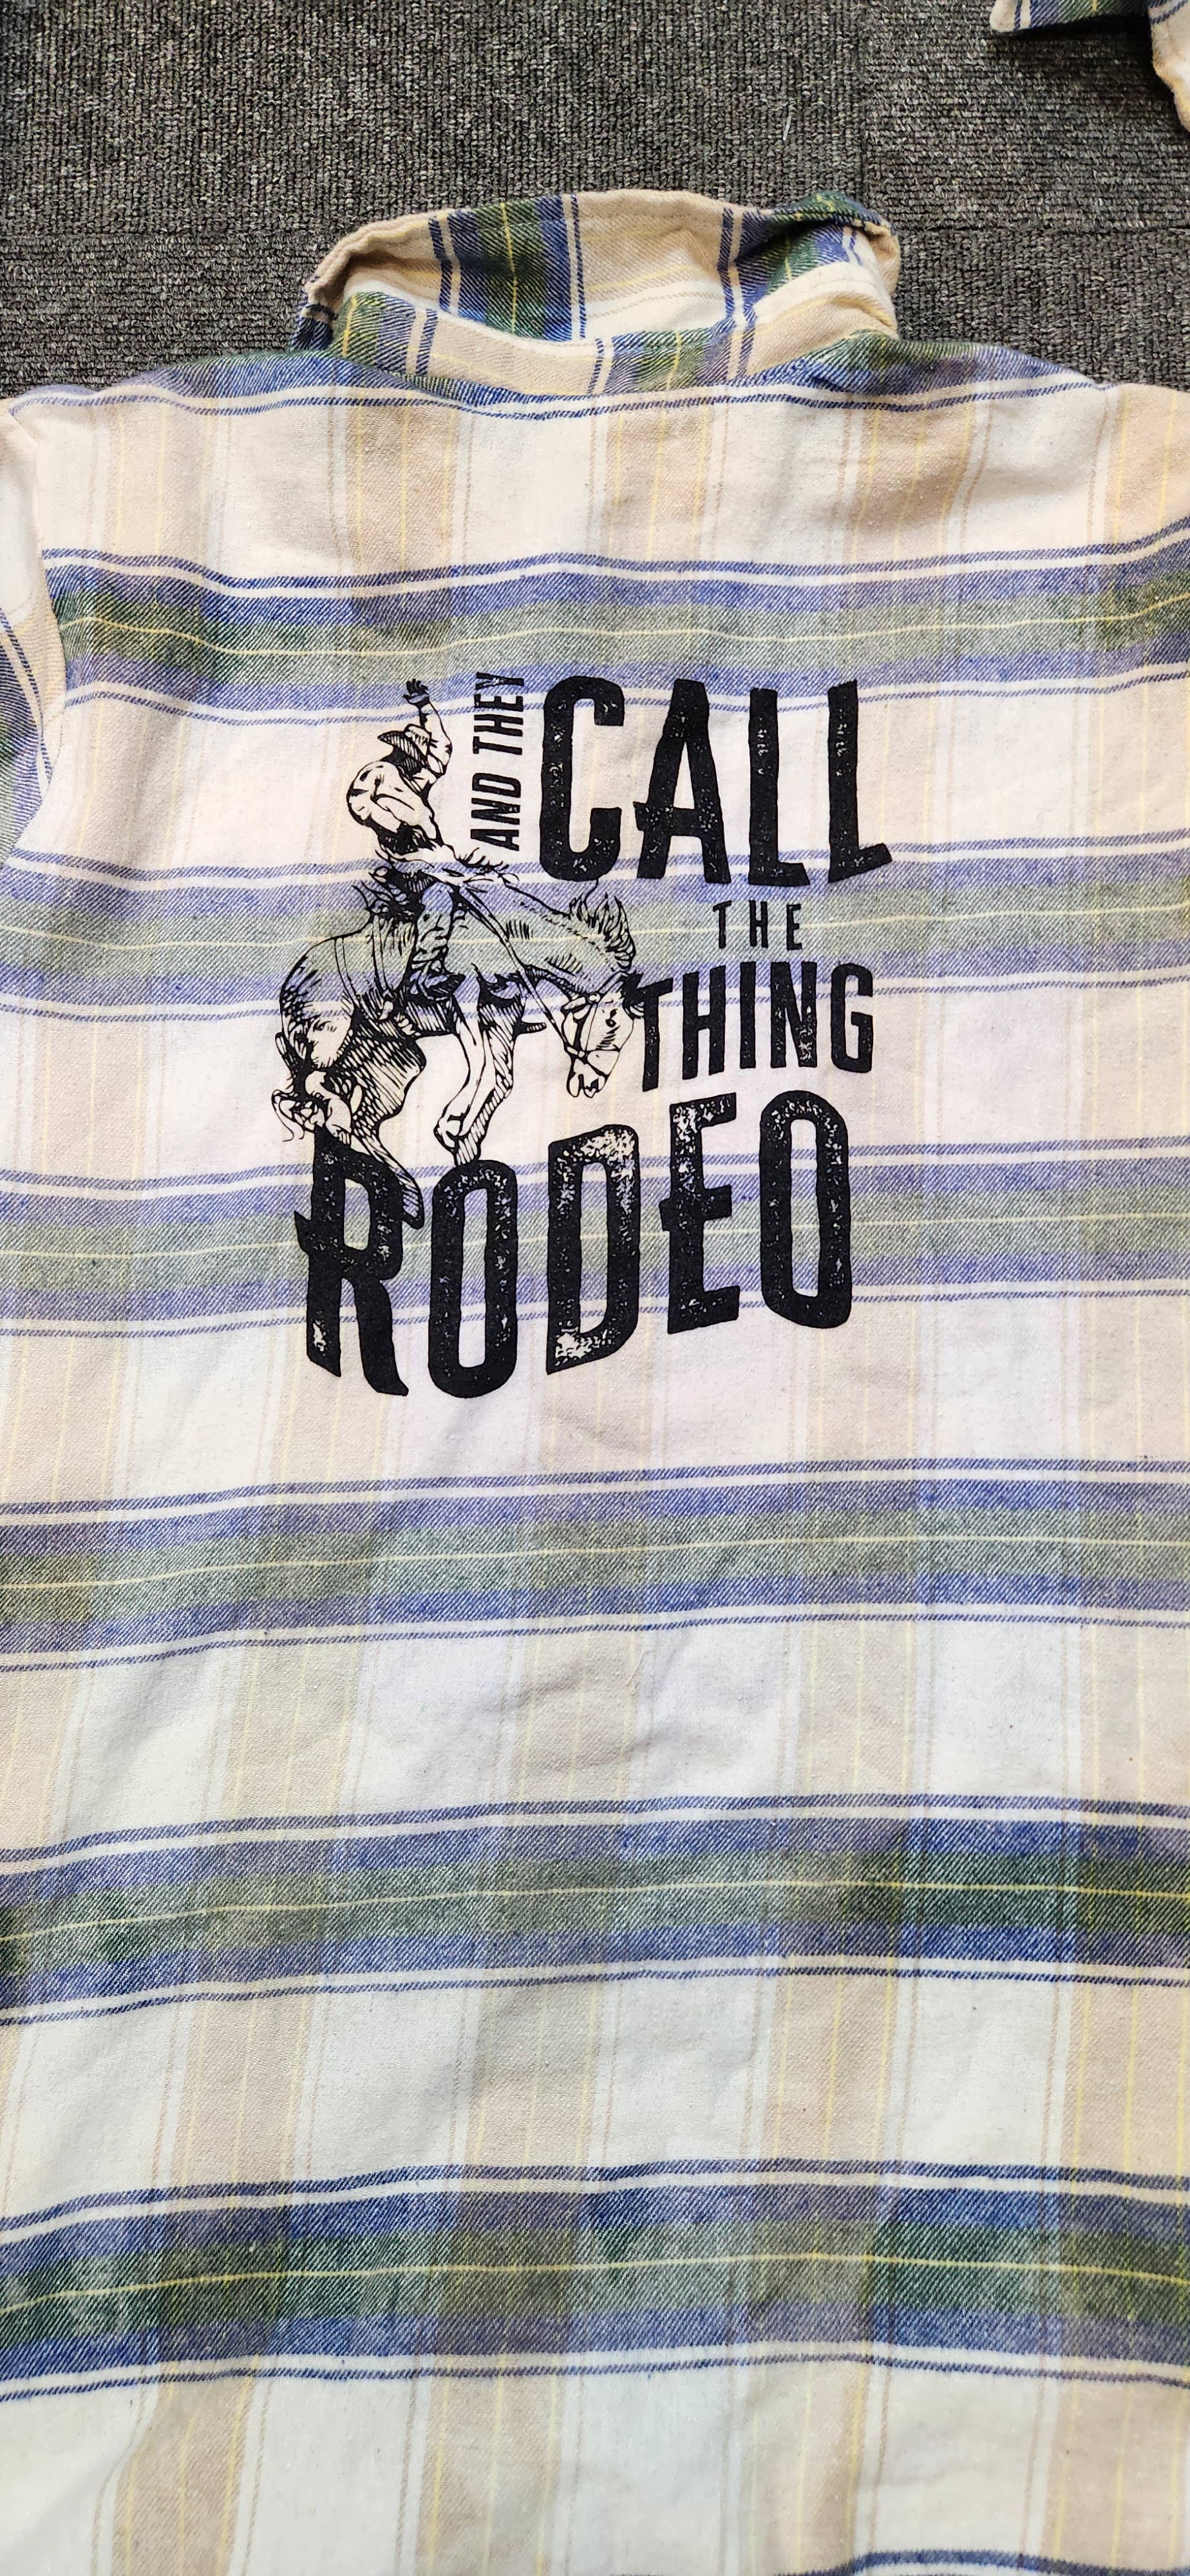 AND THEY
CALL
THE
THING
RODEO